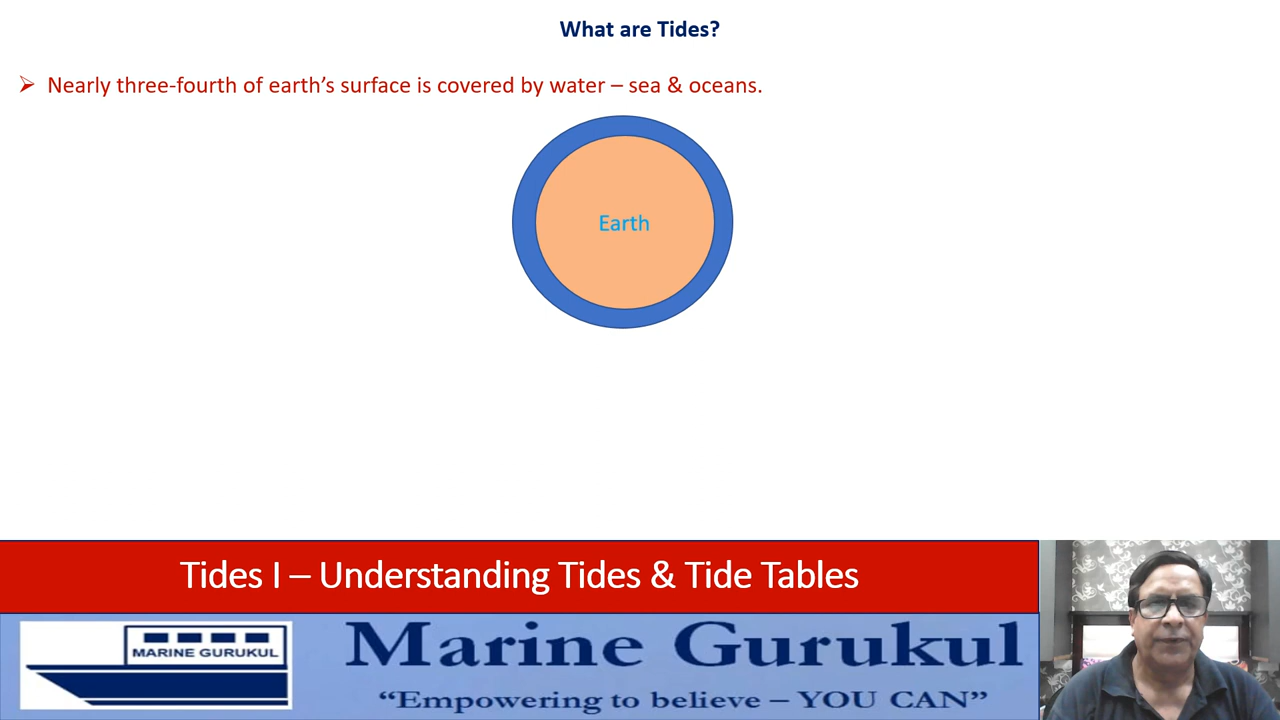 What are Tides?
➢ Nearly three-fourth of earth’s surface is covered by water – sea & oceans.
Earth
Tides I – Understanding Tides & Tide Tables
MARINE GURUKUL
Marine Gurukul
“Empowering to believe – YOU CAN”